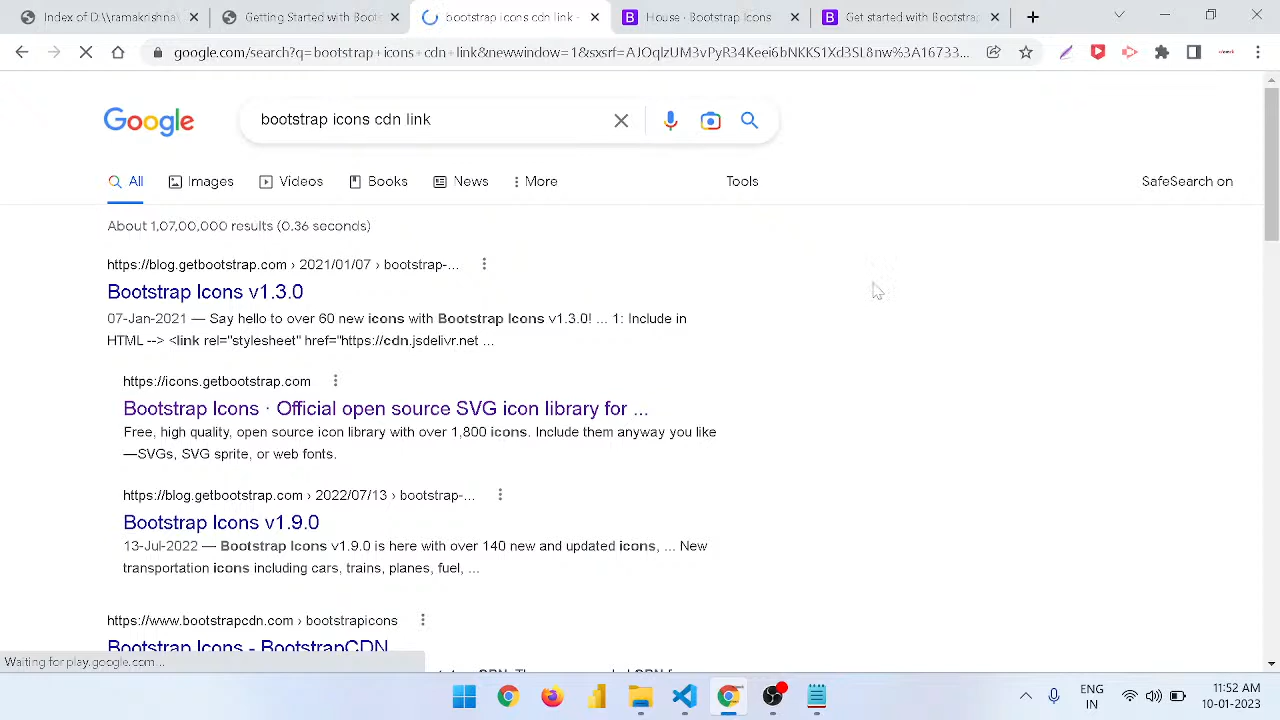 Index of D:\vamshikrishna
Getting Started with Bootstrap
bootstrap icons cdn link -
House · Bootstrap Icons
Get started with Bootstrap
google.com/search?q=bootstrap+icons+cdn+link&newwindow=1&sxsrf=AJOqlzUM3vPyR34Keei6bNKKS1Xd3SL8nw%3A16733...
Google
bootstrap icons cdn link
All
Images
Videos
Books
News
More
Tools
SafeSearch on
About 1,07,00,000 results (0.36 seconds)
https://blog.getbootstrap.com › 2021/01/07 › bootstrap-...
Bootstrap Icons v1.3.0
07-Jan-2021 — Say hello to over 60 new icons with Bootstrap Icons v1.3.0! ... 1: Include in
HTML --> <link rel="stylesheet" href="https://cdn.jsdelivr.net ...
https://icons.getbootstrap.com
Bootstrap Icons · Official open source SVG icon library for ...
Free, high quality, open source icon library with over 1,800 icons. Include them anyway you like
—SVGs, SVG sprite, or web fonts.
https://blog.getbootstrap.com › 2022/07/13 › bootstrap-...
Bootstrap Icons v1.9.0
13-Jul-2022 — Bootstrap Icons v1.9.0 is here with over 140 new and updated icons, ... New
transportation icons including cars, trains, planes, fuel, ...
https://www.bootstrapcdn.com › bootstrapicons
Bootstrap Icons - BootstrapCDN
Waiting for play.google.com...
ENG
IN
11:52 AM
10-01-2023